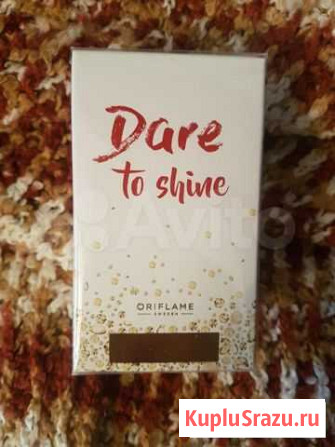 Dare
to shine
Avito
ORIFLAME
SWEDEN
KupluSrazu.ru